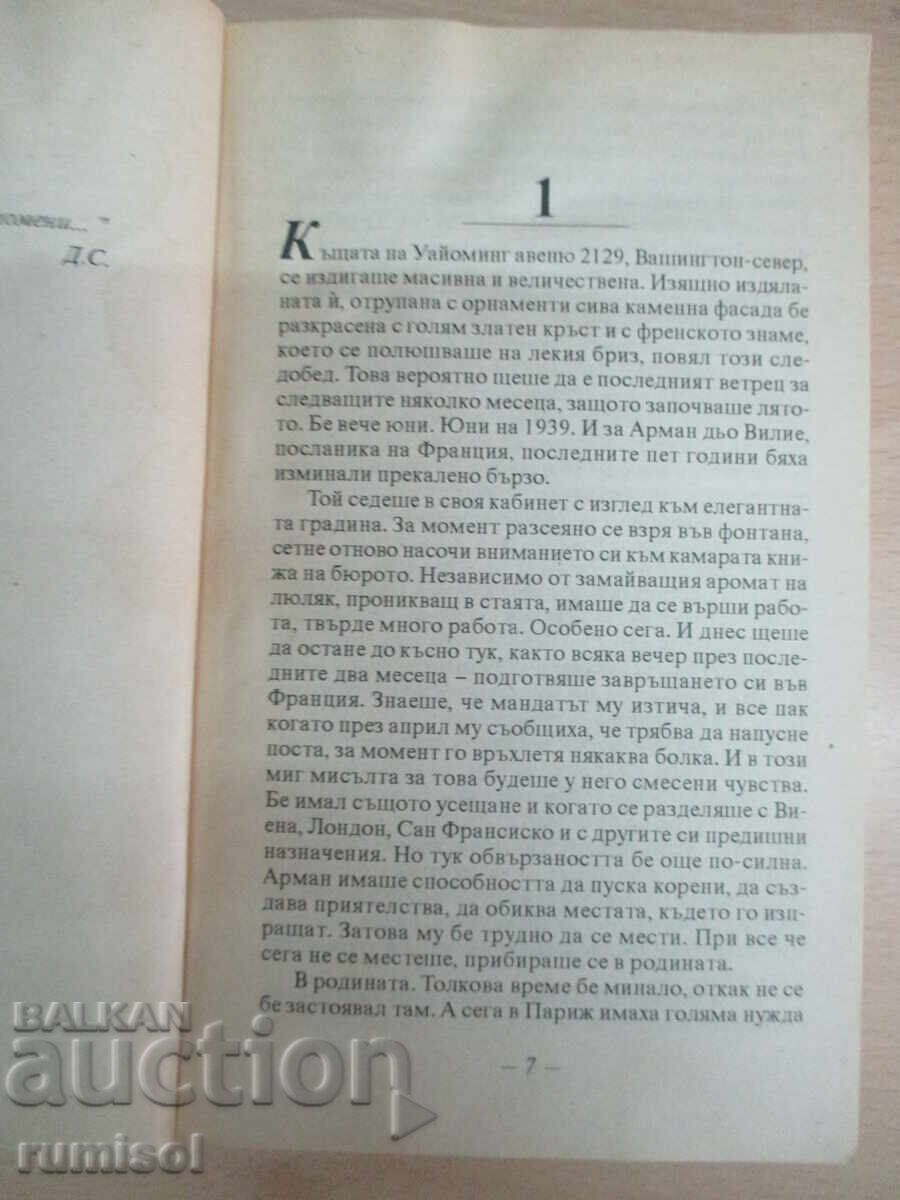 помени... "
Д.С.
1
Къщата на Уайоминг авеню 2129, Вашингтон-север,
се издигаше масивна и величествена. Изящно издяла-
ната ѝ, отрупана с орнаменти сива каменна фасада бе
разкрасена с голям златен кръст и с френското знаме,
което се полюшваше на лекия бриз, повял този сле-
добед. Това вероятно щеше да е последният ветрец за
следващите няколко месеца, защото започваше лято-
то. Бе вече юни. Юни на 1939. И за Арман дьо Вилие,
посланика на Франция, последните пет години бяха
изминали прекалено бързо.
Той седеше в своя кабинет с изглед към елегантна-
та градина. За момент разсеяно се взря във фонтана,
сетне отново насочи вниманието си към камарата кни-
жа на бюрото. Независимо от замайващия аромат на
люляк, проникващ в стаята, имаше да се върши рабо-
та, твърде много работа. Особено сега. И днес щеше
да остане до късно тук, както всяка вечер през после-
дните два месеца – подготвяше завръщането си във
Франция. Знаеше, че мандатът му изтича, и все пак
когато през април му съобщиха, че трябва да напусне
поста, за момент го връхлетя някаква болка. И в този
миг мисълта за това будеше у него смесени чувства.
Бе имал същото усещане и когато се разделяше с Ви-
ена, Лондон, Сан Франсиско и с другите си предишни
назначения. Но тук обвързаността бе още по-силна.
Арман имаше способността да пуска корени, да съз-
дава приятелства, да обиква местата, където го изп-
ращат. Затова му бе трудно да се мести. При все че
сега не се местеше, прибираше се в родината.
В родината. Толкова време бе минало, откак не се
бе застоявал там. А сега в Париж имаха голяма нужда
– 7 –
BALKAN
auction
rumisol